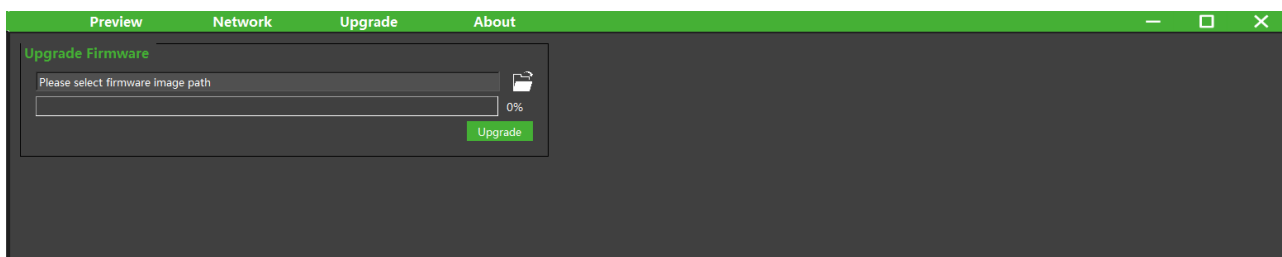 Preview Network Upgrade About
Upgrade Firmware
Please select firmware image path
0%
Upgrade